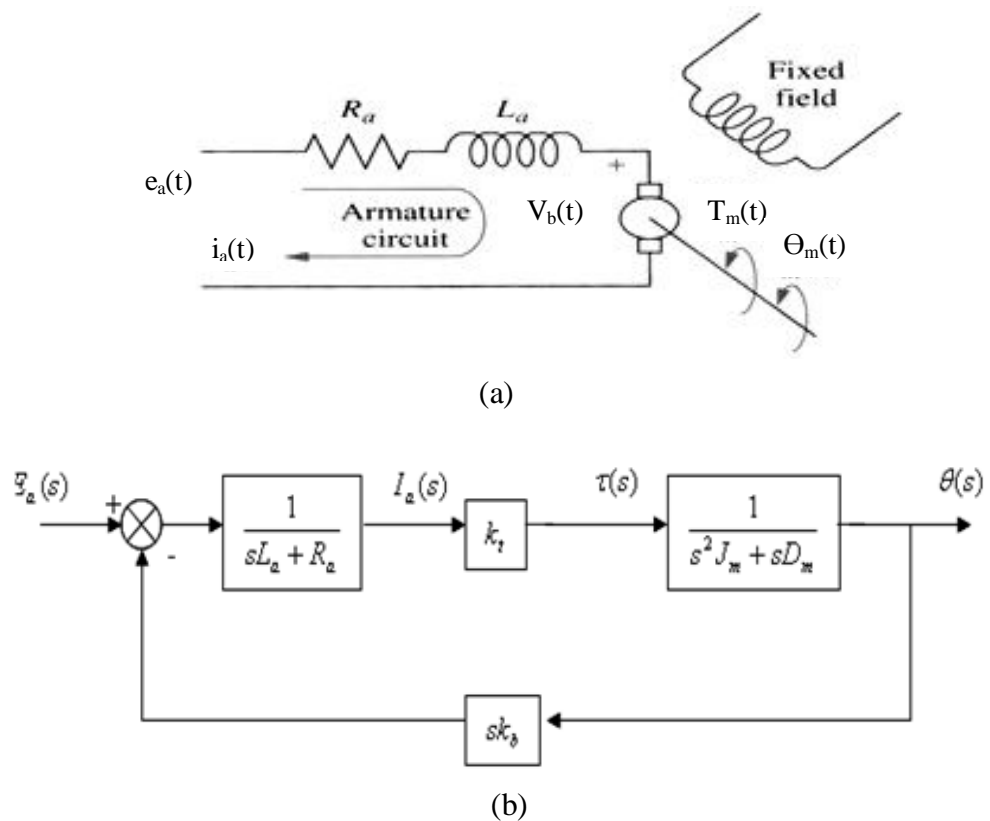 Fixed
field
R_a L_a
+
e_a(t)
V_b(t) T_m(t)
Armature
circuit
i_a(t)
Ө_m(t)
(a)
I_a(s) τ(s) θ(s)
+
-
1
sL_a + R_a
k_t
1
s²J_m + sD_m
sk_b
(b)